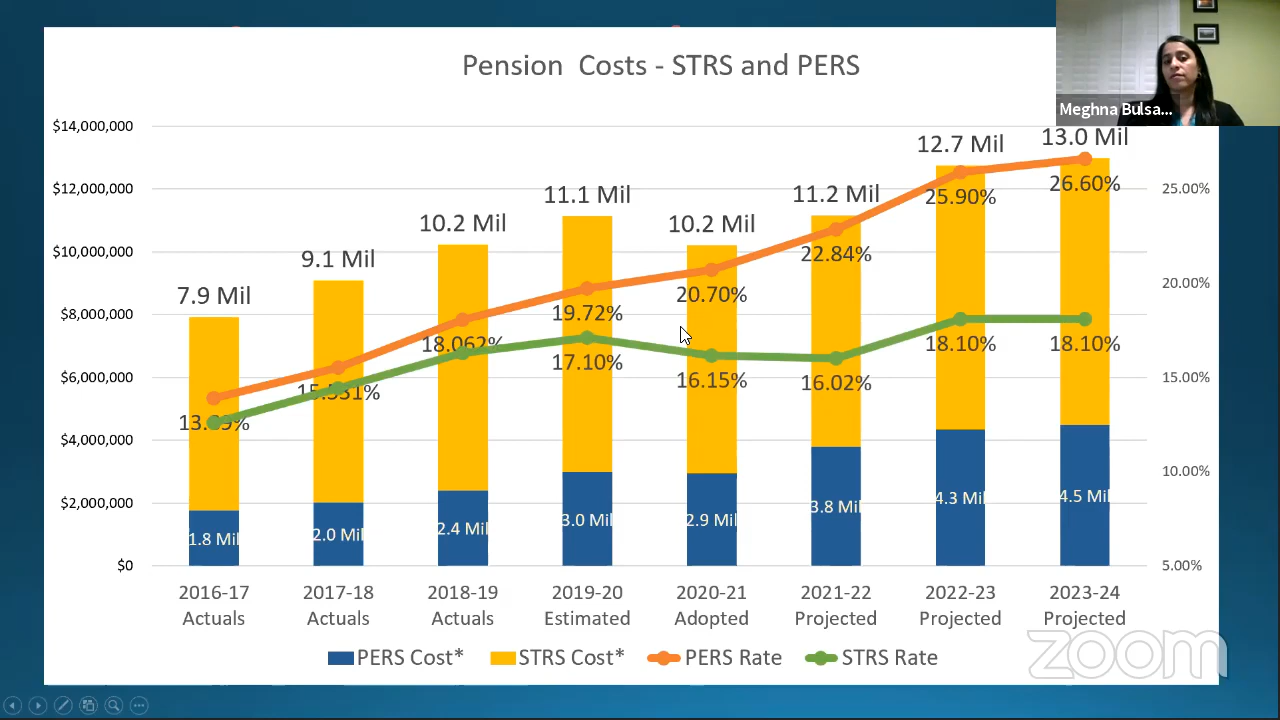 Pension Costs - STRS and PERS
Meghna Bulsa...
$14,000,000
$12,000,000
$10,000,000
$8,000,000
$6,000,000
$4,000,000
$2,000,000
$0
7.9 Mil
9.1 Mil
10.2 Mil
11.1 Mil
10.2 Mil
11.2 Mil
12.7 Mil
13.0 Mil
18.062%
19.72%
20.70%
22.84%
25.90%
26.60%
17.10%
16.15%
16.02%
18.10%
18.10%
1.8 Mil
2.0 Mil
2.4 Mil
3.0 Mil
2.9 Mil
3.8 Mil
4.3 Mil
4.5 Mil
25.00%
20.00%
15.00%
10.00%
5.00%
2016-17
Actuals
2017-18
Actuals
2018-19
Actuals
2019-20
Estimated
2020-21
Adopted
2021-22
Projected
2022-23
Projected
2023-24
Projected
PERS Cost*
STRS Cost*
PERS Rate
STRS Rate
zoom